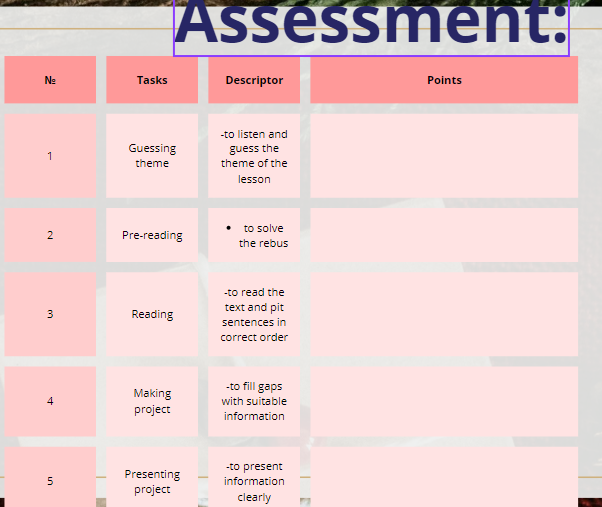 Assessment:
№ Tasks Descriptor Points
1 Guessing theme -to listen and guess the theme of the lesson
2 Pre-reading • to solve the rebus
3 Reading -to read the text and pit sentences in correct order
4 Making project -to fill gaps with suitable information
5 Presenting project -to present information clearly